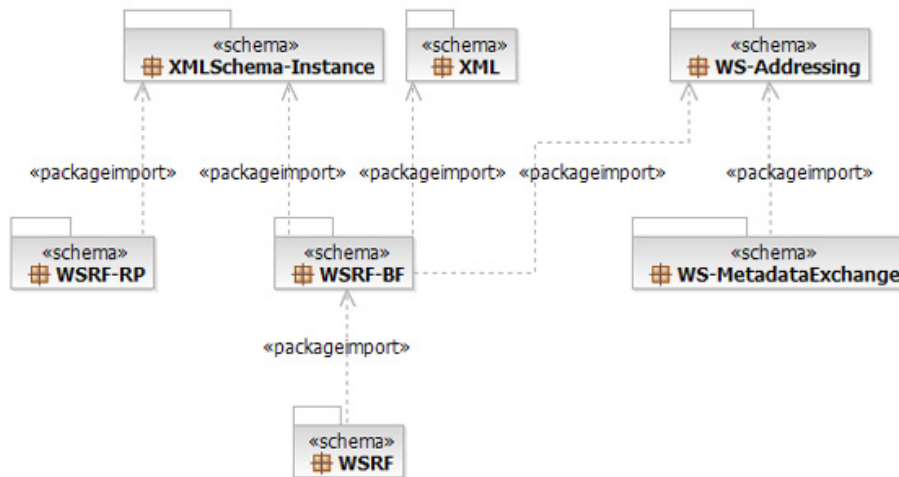 «schema»
XMLSchema-Instance
«schema»
XML
«schema»
WS-Addressing
«packageimport»
«packageimport»
«packageimport»
«packageimport»
«packageimport»
«schema»
WSRF-RP
«schema»
WSRF-BF
«schema»
WS-MetadataExchange
«packageimport»
«schema»
WSRF